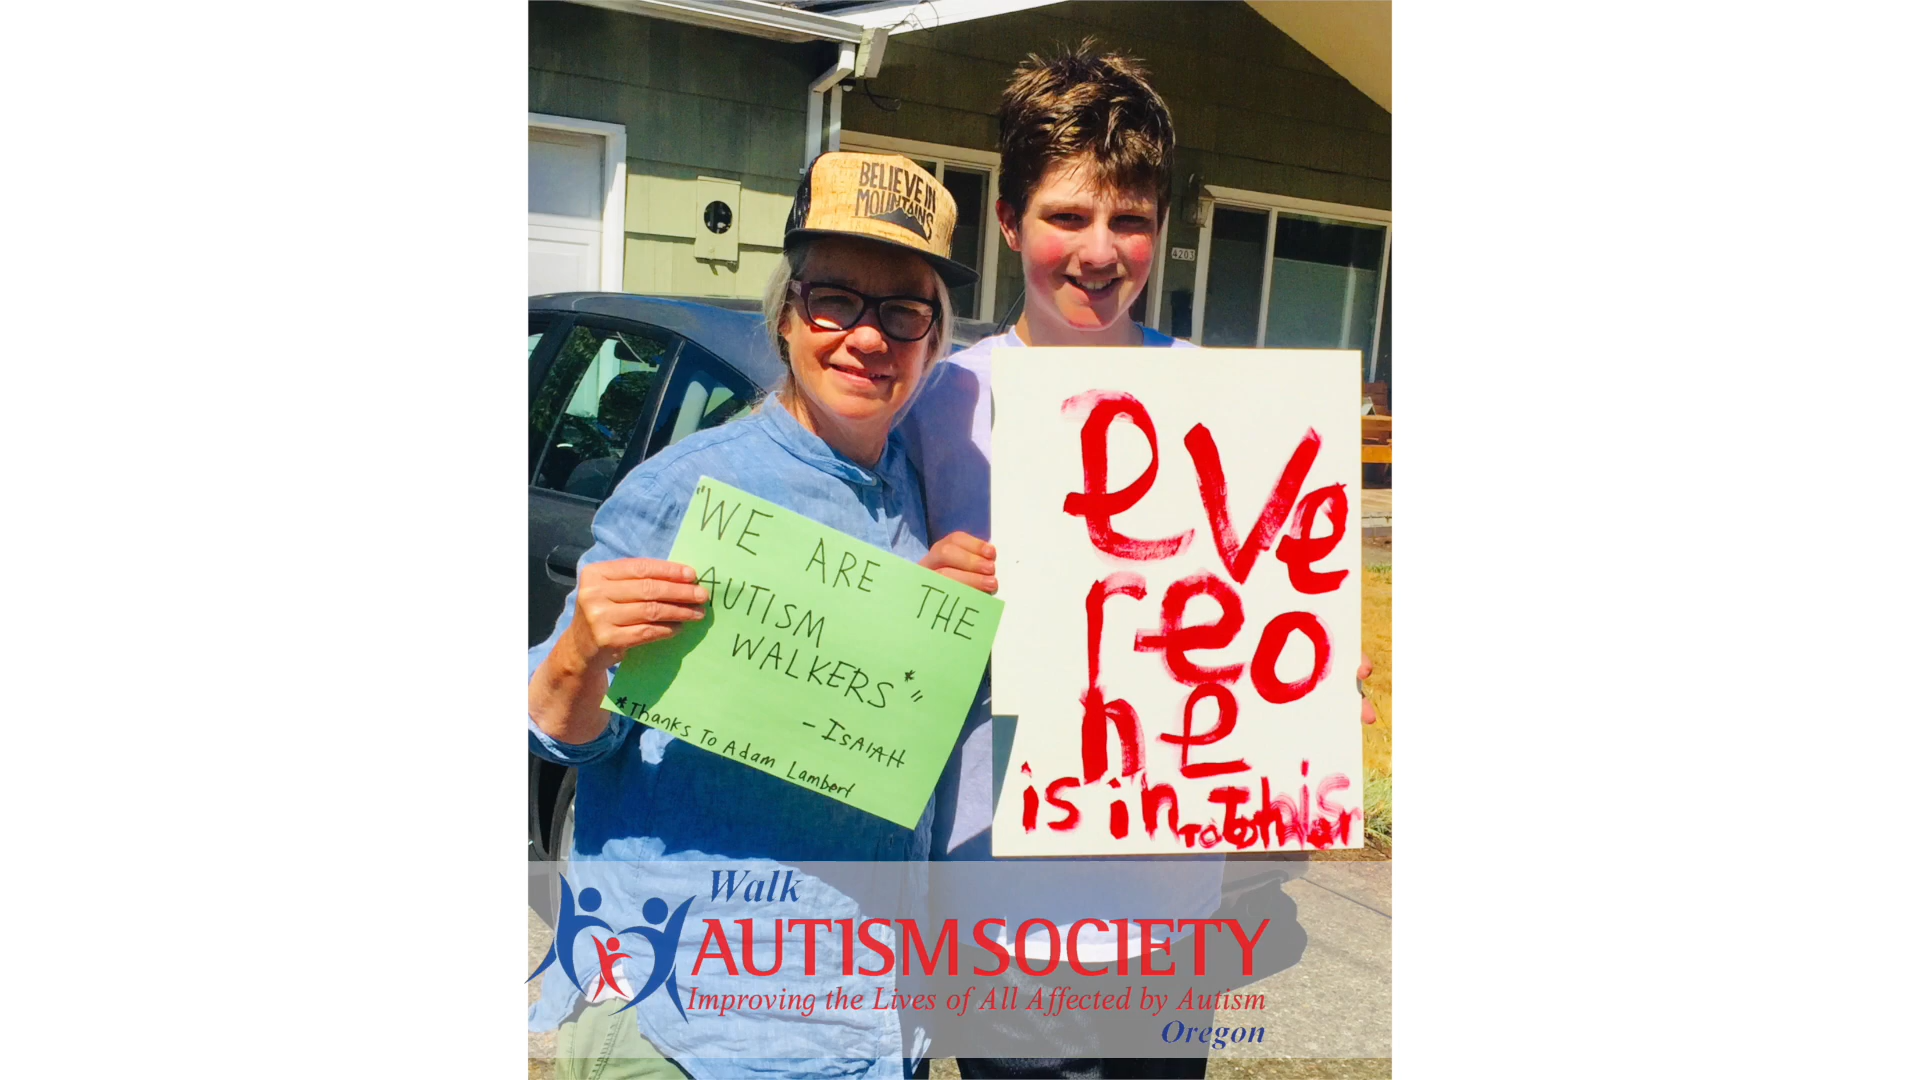 BELIEVE IN
MOUNTAINS
4203
"WE ARE THE
AUTISM
WALKERS*"
- ISAIAH
*Thanks To Adam Lambert
eve
reo
ne
is in This
Together
Walk
AUTISM SOCIETY
Improving the Lives of All Affected by Autism
Oregon